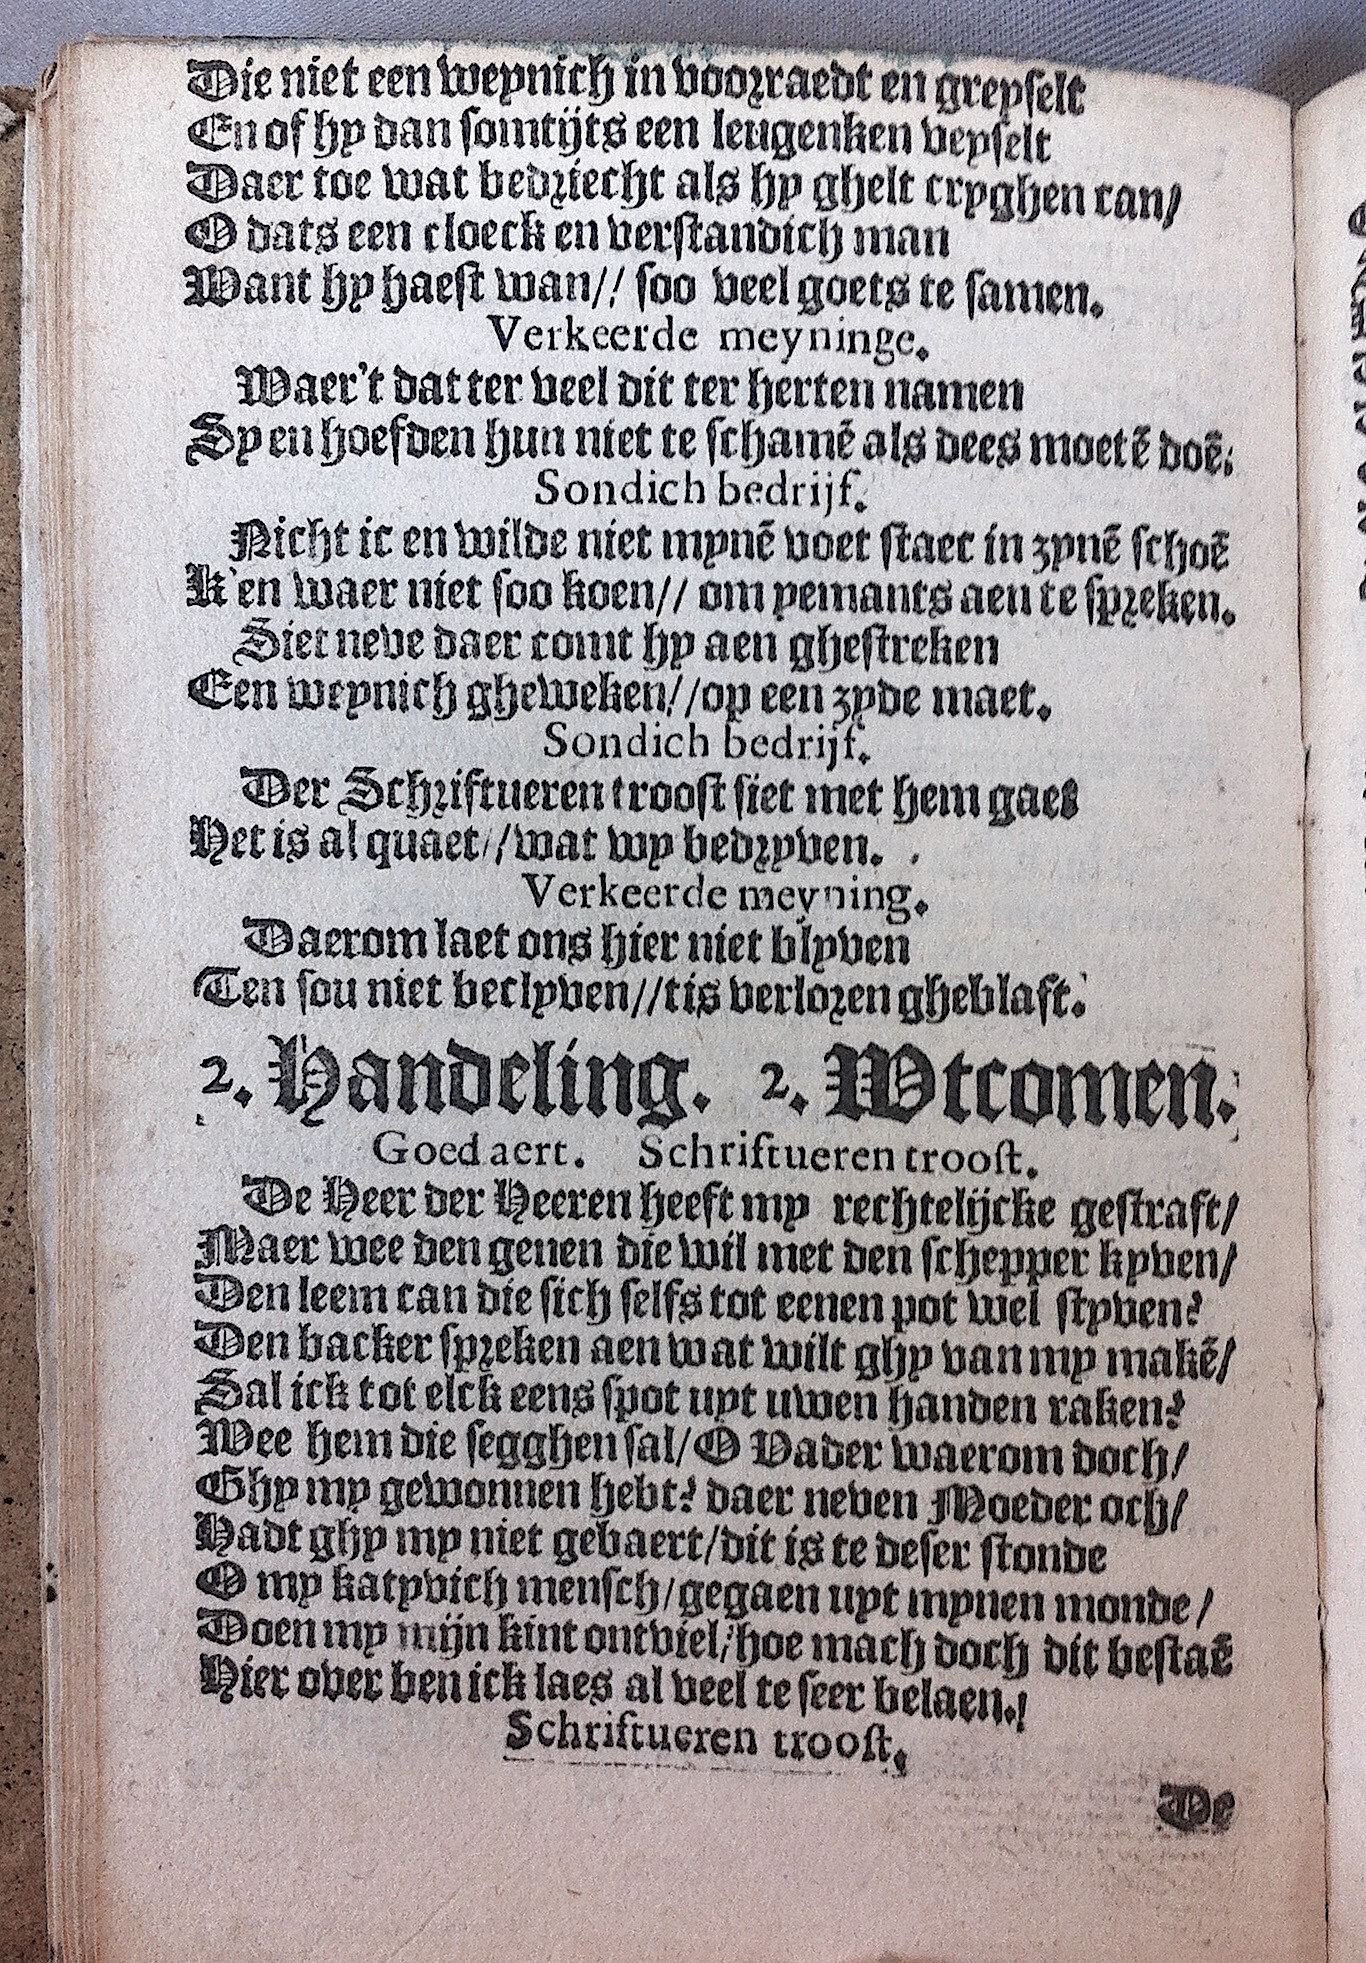 Die niet een weynich in voorraedt en greyselt
En of hy dan somtijts een leugenken veyselt
Daer toe wat bedriecht als hy ghelt cryghen can/
O dats een cloeck en verstandich man
Want hy haest wan// soo veel goets te samen.
Verkeerde meyninge.
Waer't dat ter veel dit ter herten namen
Sy en hoefden hun niet te schamē als dees moetē doē.
Sondich bedrijf.
Nicht ic en wilde niet mynē voet staec in zynē schoē
K'en waer niet soo koen// om yemants aen te spreken.
Siet neve daer comt hy aen ghestreken
Een weynich gheweken//op een zyde maet.
Sondich bedrijf.
Der Schriftueren troost siet met hem gaet
Het is al quaet//wat wy bedryven.
Verkeerde meyning.
Daerom laet ons hier niet blyven
Ten sou niet beclyven//tis verloren gheblaft.
2. Handeling. 2. Wtcomen.
Goedaert. Schriftueren troost.
De Heer der Heeren heeft my rechtelijcke gestraft/
Maer wee den genen die wil met den schepper kyven/
Den leem can die sich selfs tot eenen pot wel styven?
Den backer spreken aen wat wilt ghy van my makē/
Sal ick tot elck eens spot uyt uwen handen raken?
Wee hem die segghen sal/O Vader waerom doch/
Ghy my gewonnen hebt? daer neven Moeder och/
Hadt ghy my niet gebaert/dit is te deser stonde
O my katyvich mensch/gegaen uyt mynen monde/
Doen my mijn kint ontviel/hoe mach doch dit bestaē
Hier over ben ick laes al veel te seer belaen.
Schriftueren troost.
De